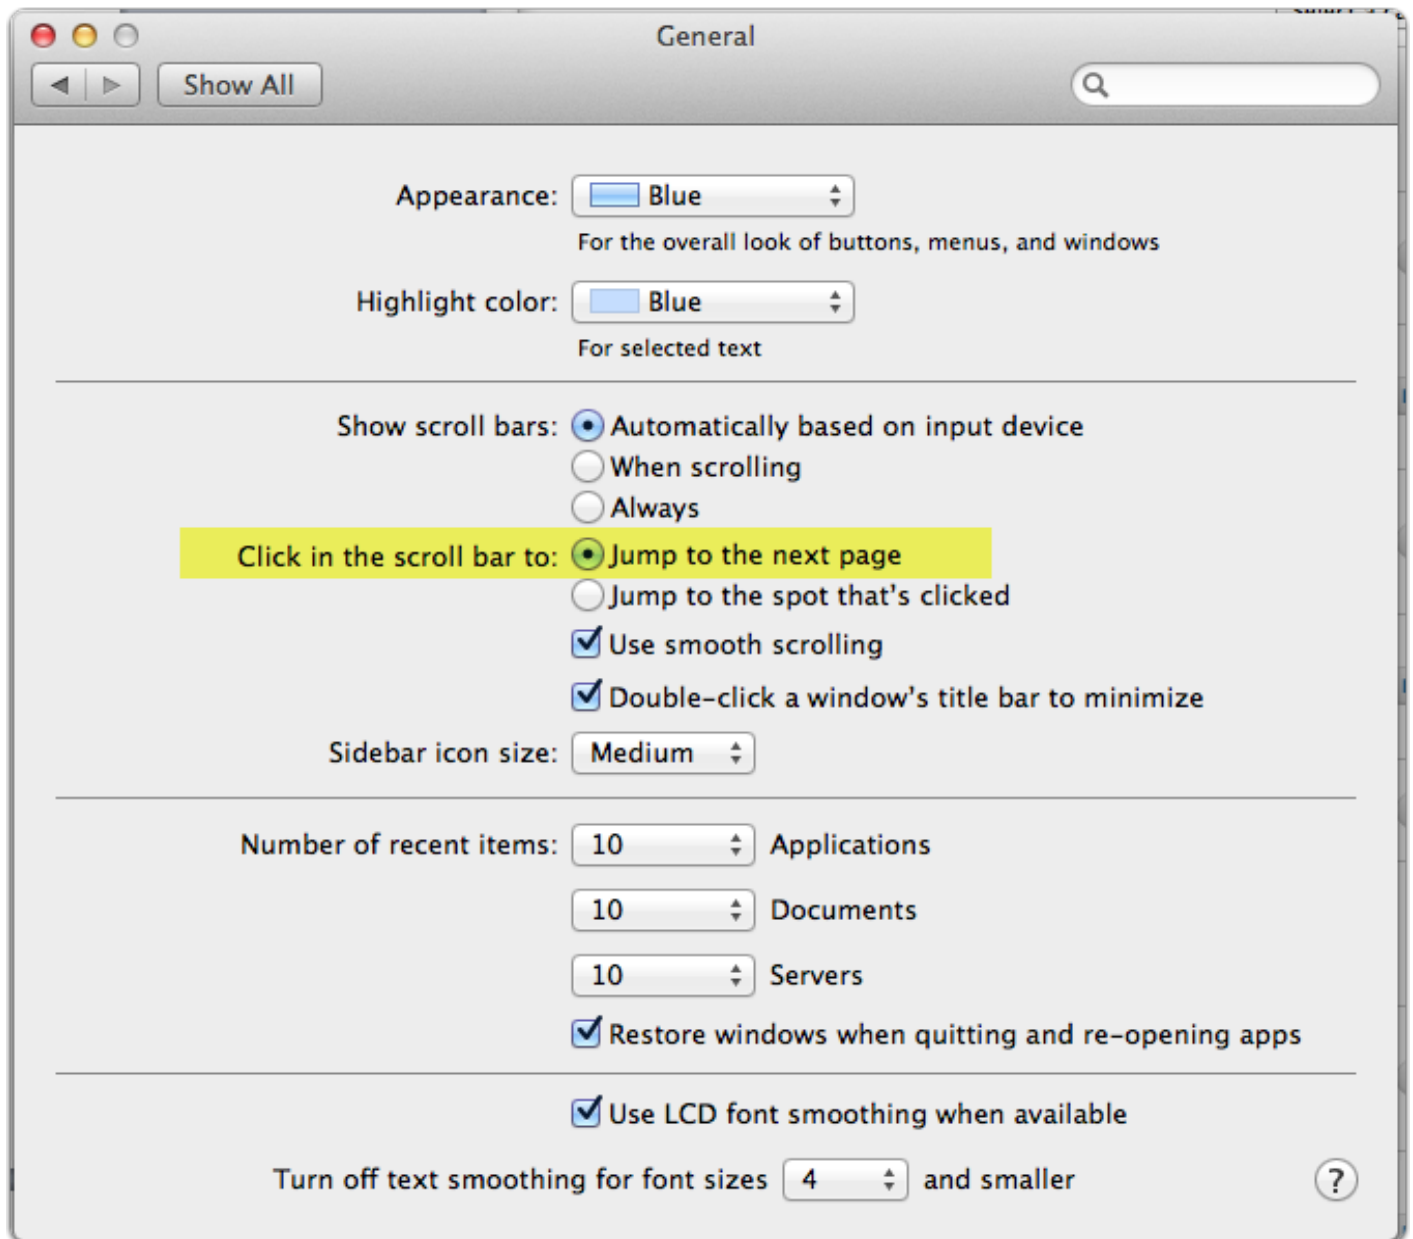 General
Show All
Appearance: Blue
For the overall look of buttons, menus, and windows
Highlight color: Blue
For selected text
Show scroll bars: Automatically based on input device
When scrolling
Always
Click in the scroll bar to: Jump to the next page
Jump to the spot that's clicked
Use smooth scrolling
Double-click a window's title bar to minimize
Sidebar icon size: Medium
Number of recent items: 10 Applications
10 Documents
10 Servers
Restore windows when quitting and re-opening apps
Use LCD font smoothing when available
Turn off text smoothing for font sizes 4 and smaller ?